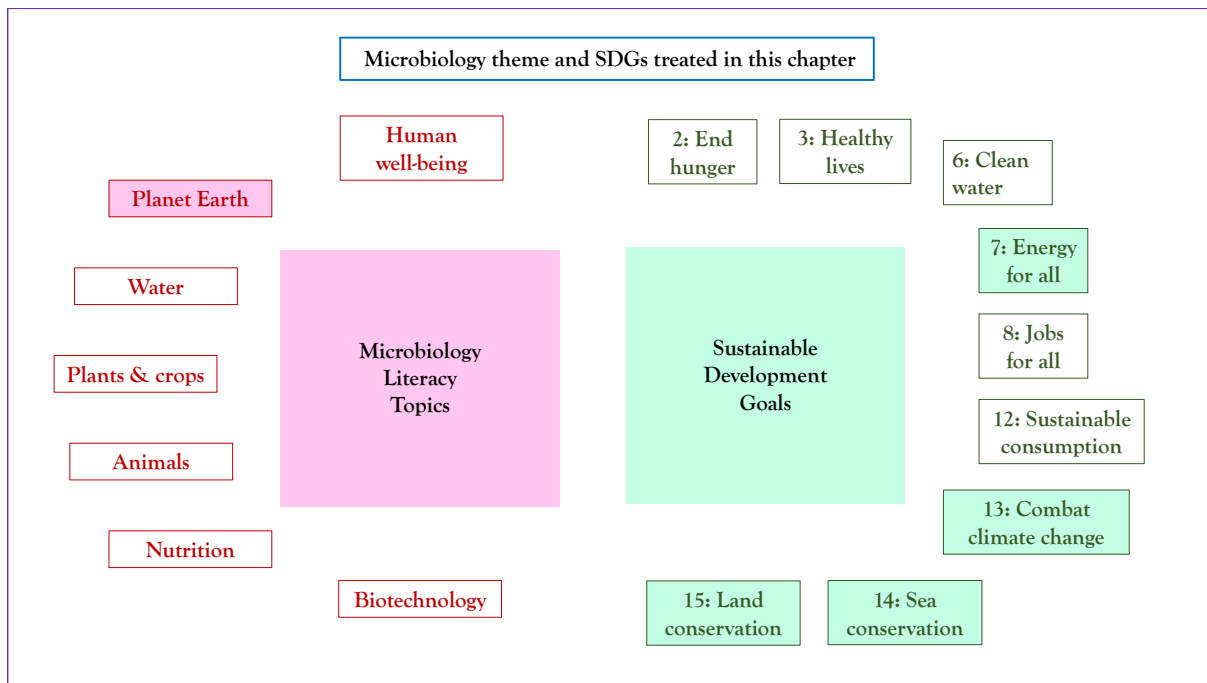 Microbiology theme and SDGs treated in this chapter
Human
well-being
Planet Earth
Water
Plants & crops
Animals
Nutrition
Biotechnology
Microbiology
Literacy
Topics
Sustainable
Development
Goals
2: End
hunger
3: Healthy
lives
6: Clean
water
7: Energy
for all
8: Jobs
for all
12: Sustainable
consumption
13: Combat
climate change
14: Sea
conservation
15: Land
conservation